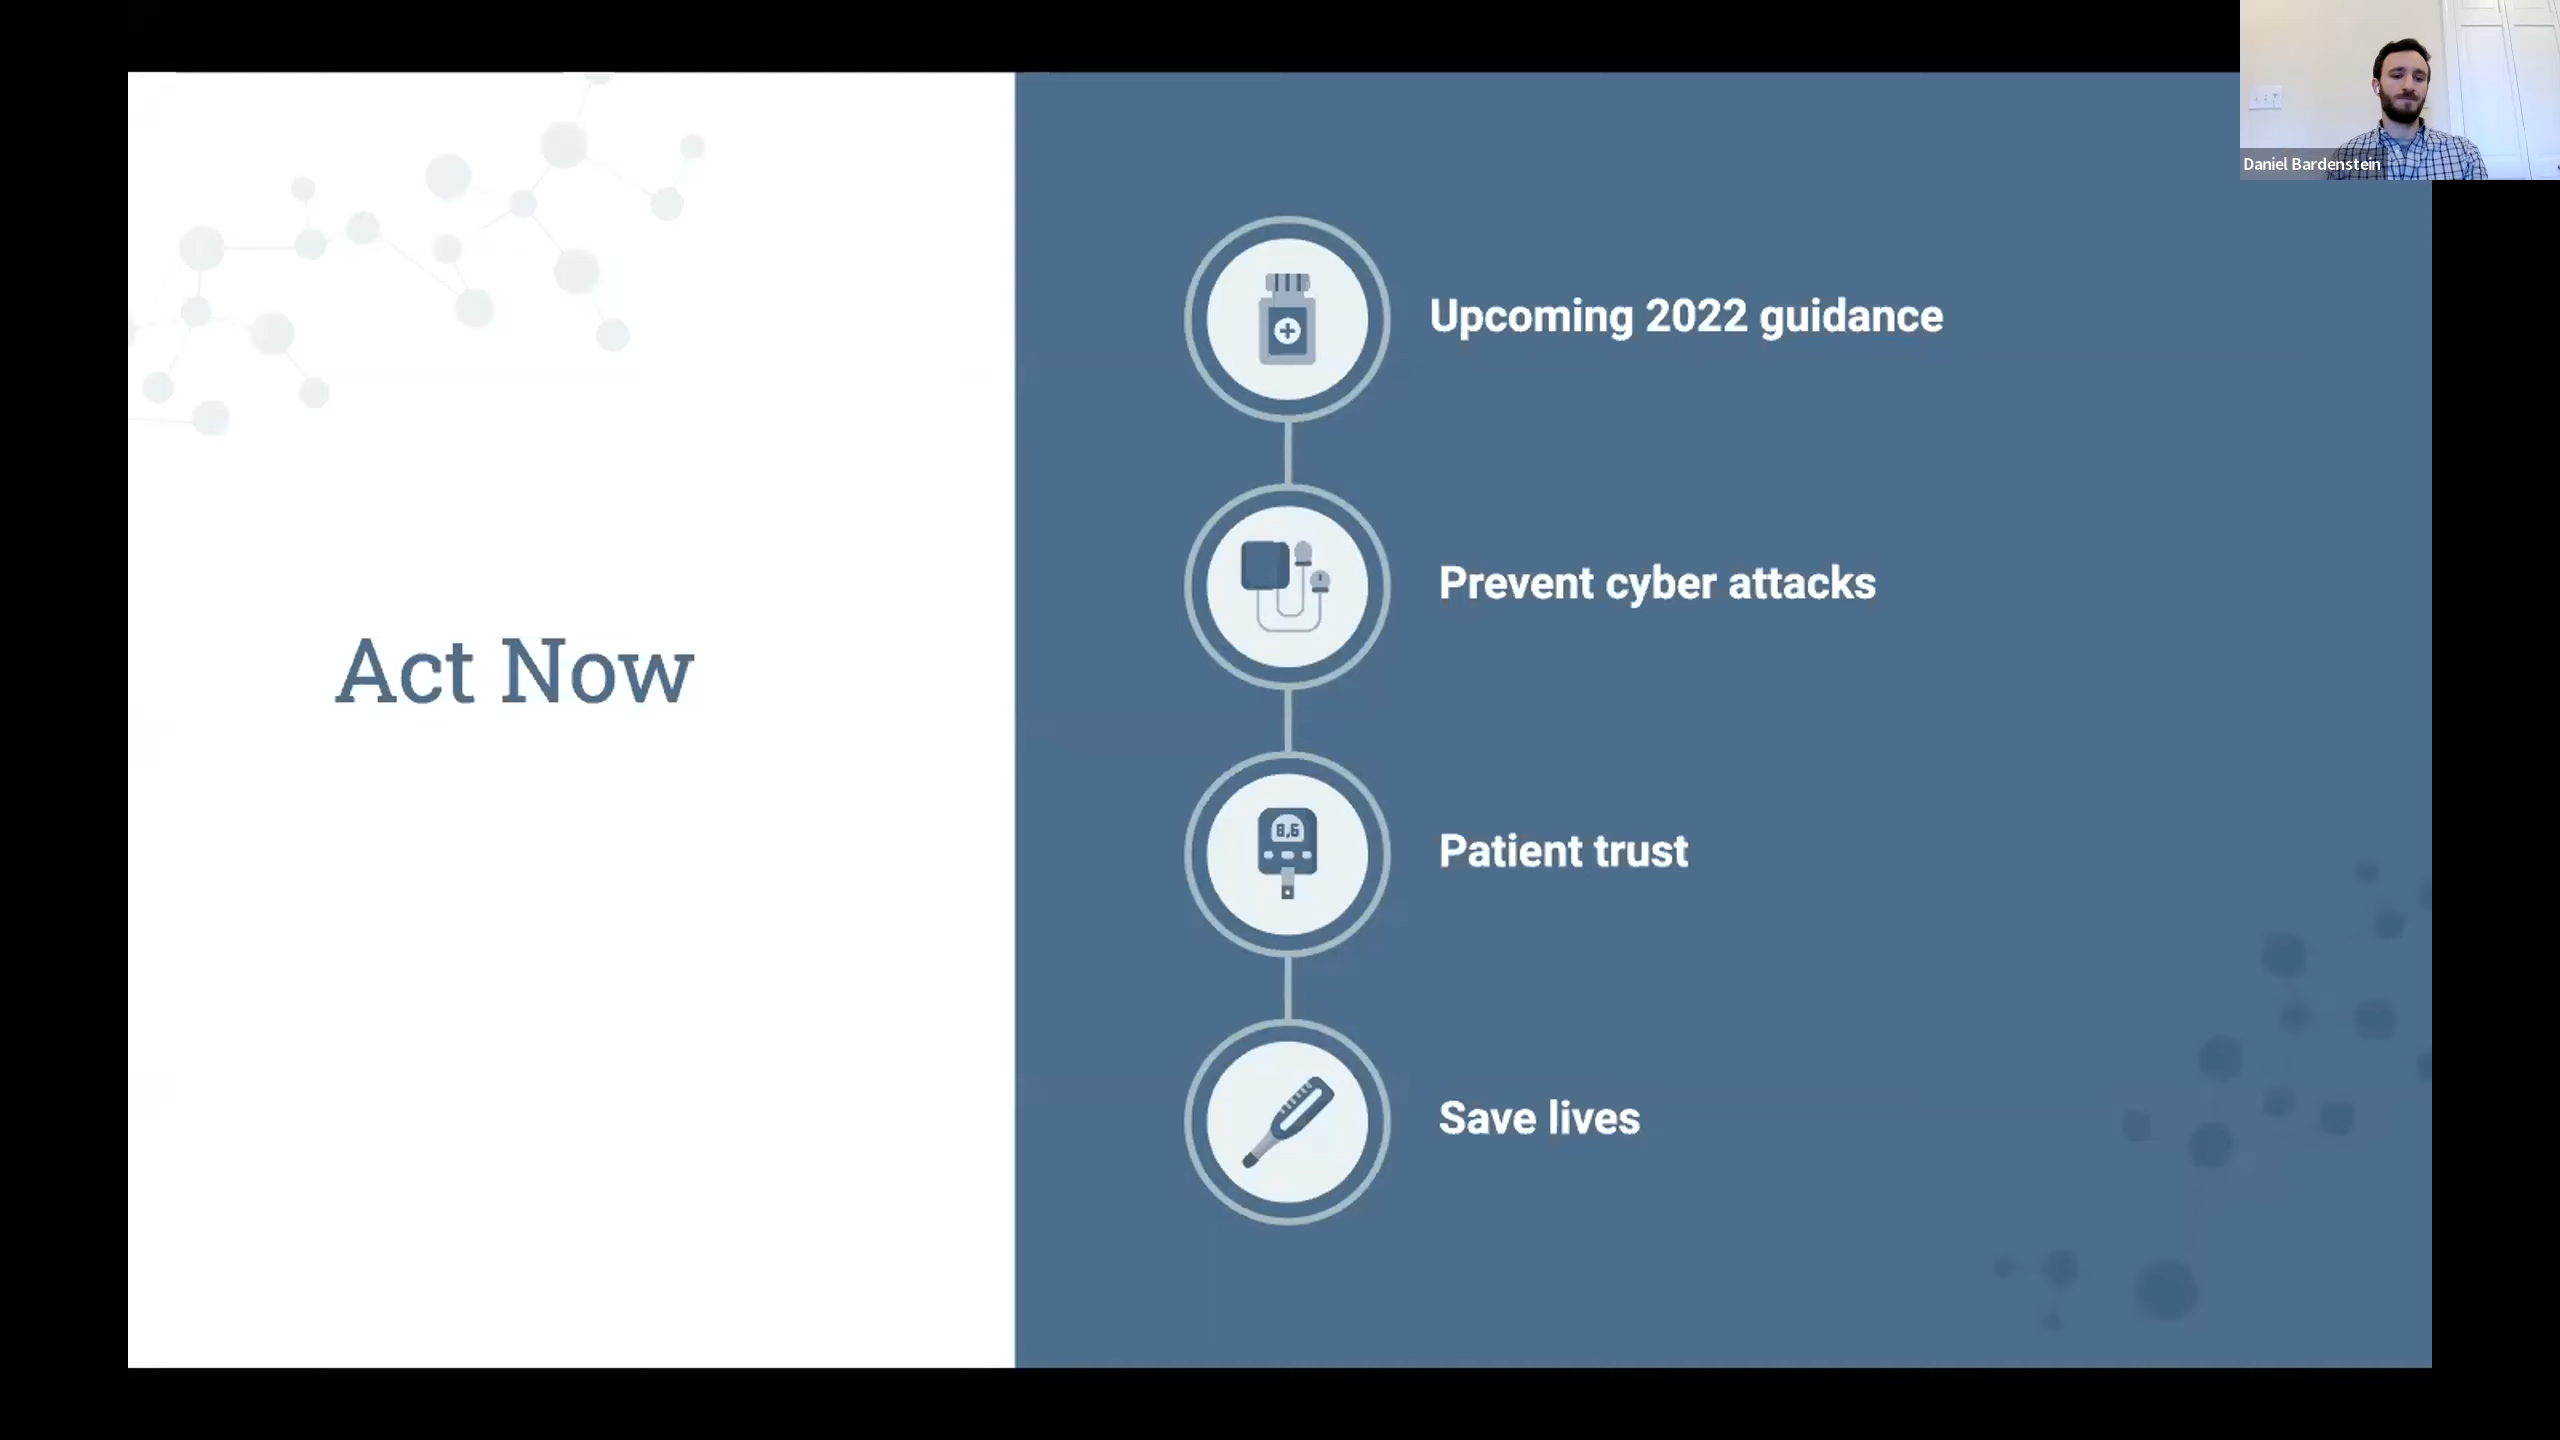 Daniel Bardenstein
Act Now
Upcoming 2022 guidance
Prevent cyber attacks
8,6
Patient trust
Save lives